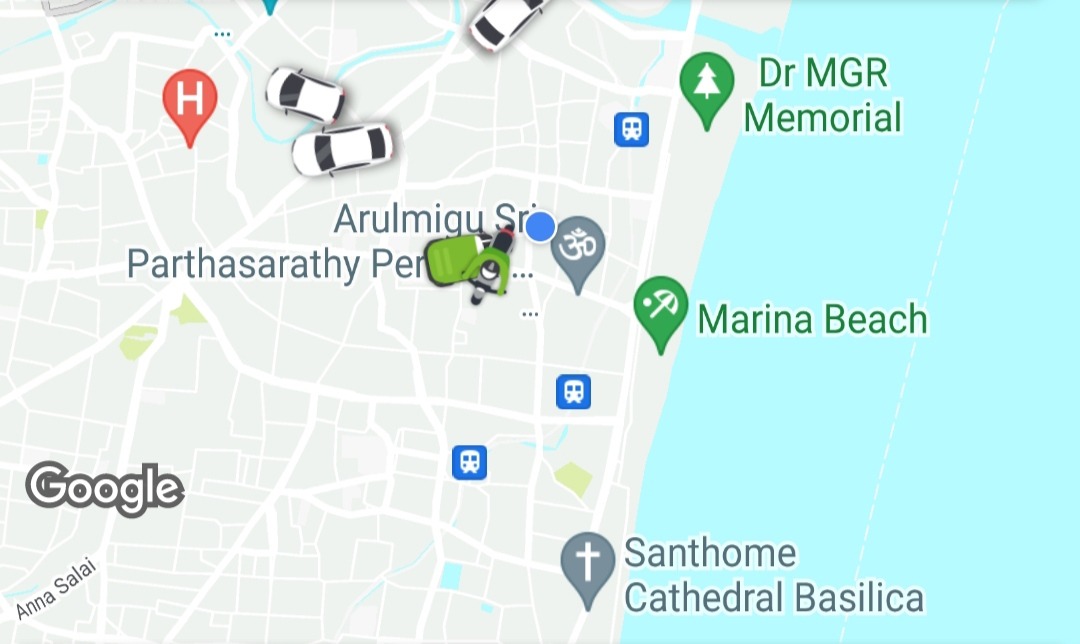 ...
H
Dr MGR
Memorial
Arulmigu Sri
Parthasarathy Per ...
ॐ
...
Marina Beach
Google
Anna Salai
Santhome
Cathedral Basilica